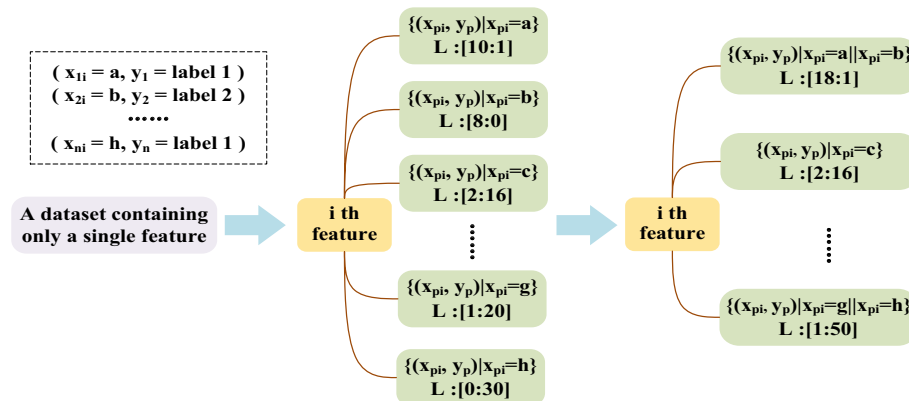 ( x₁ᵢ = a, y₁ = label 1 )
( x₂ᵢ = b, y₂ = label 2 )
······
( xₙᵢ = h, yₙ = label 1 )
A dataset containing
only a single feature
i th
feature
{(xₚᵢ, yₚ)|xₚᵢ=a}
L :[10:1]
{(xₚᵢ, yₚ)|xₚᵢ=b}
L :[8:0]
{(xₚᵢ, yₚ)|xₚᵢ=c}
L :[2:16]
······
{(xₚᵢ, yₚ)|xₚᵢ=g}
L :[1:20]
{(xₚᵢ, yₚ)|xₚᵢ=h}
L :[0:30]
i th
feature
{(xₚᵢ, yₚ)|xₚᵢ=a||xₚᵢ=b}
L :[18:1]
{(xₚᵢ, yₚ)|xₚᵢ=c}
L :[2:16]
······
{(xₚᵢ, yₚ)|xₚᵢ=g||xₚᵢ=h}
L :[1:50]